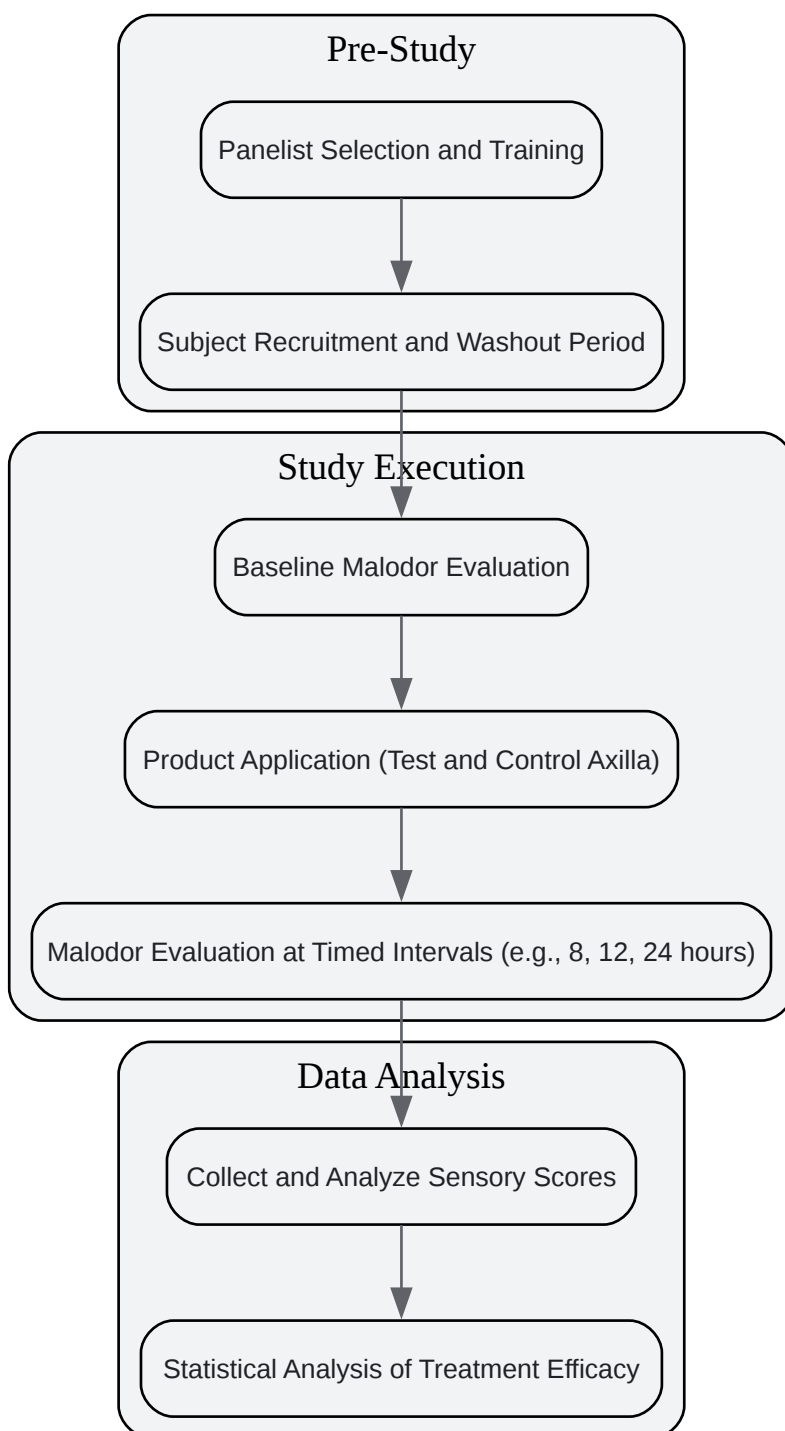 Pre-Study
Panelist Selection and Training
Subject Recruitment and Washout Period
Study Execution
Baseline Malodor Evaluation
Product Application (Test and Control Axilla)
Malodor Evaluation at Timed Intervals (e.g., 8, 12, 24 hours)
Data Analysis
Collect and Analyze Sensory Scores
Statistical Analysis of Treatment Efficacy